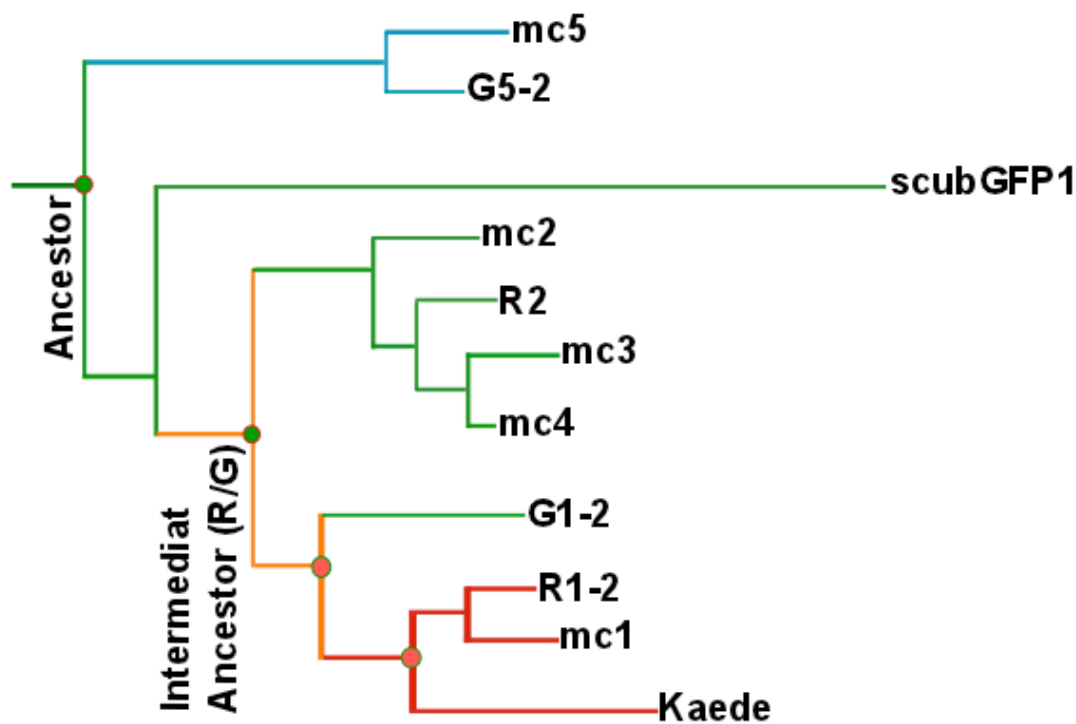 mc5
G5-2
scubGFP1
Ancestor
mc2
R2
mc3
mc4
Intermediat
Ancestor (R/G)
G1-2
R1-2
mc1
Kaede